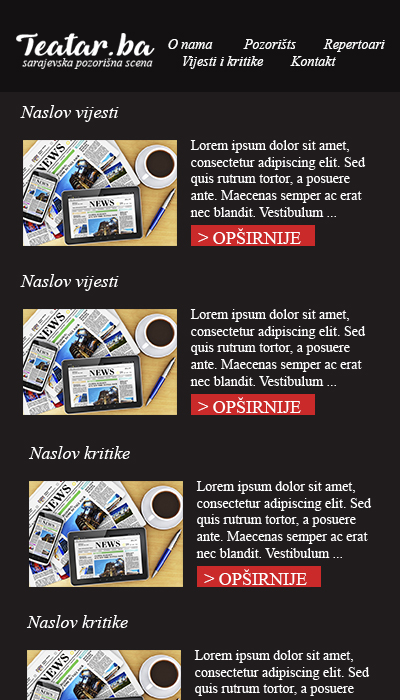 Teatar.ba
sarajevska pozorišna scena
O nama Pozorišts Repertoari
Vijesti i kritike Kontakt
Naslov vijesti
NEWS
NEWS
Lorem ipsum dolor sit amet,
consectetur adipiscing elit. Sed
quis rutrum tortor, a posuere
ante. Maecenas semper ac erat
nec blandit. Vestibulum ...
> OPŠIRNIJE
Naslov vijesti
NEWS
NEWS
Lorem ipsum dolor sit amet,
consectetur adipiscing elit. Sed
quis rutrum tortor, a posuere
ante. Maecenas semper ac erat
nec blandit. Vestibulum ...
> OPŠIRNIJE
Naslov kritike
NEWS
NEWS
Lorem ipsum dolor sit amet,
consectetur adipiscing elit. Sed
quis rutrum tortor, a posuere
ante. Maecenas semper ac erat
nec blandit. Vestibulum ...
> OPŠIRNIJE
Naslov kritike
NEWS
Lorem ipsum dolor sit amet,
consectetur adipiscing elit. Sed
quis rutrum tortor, a posuere